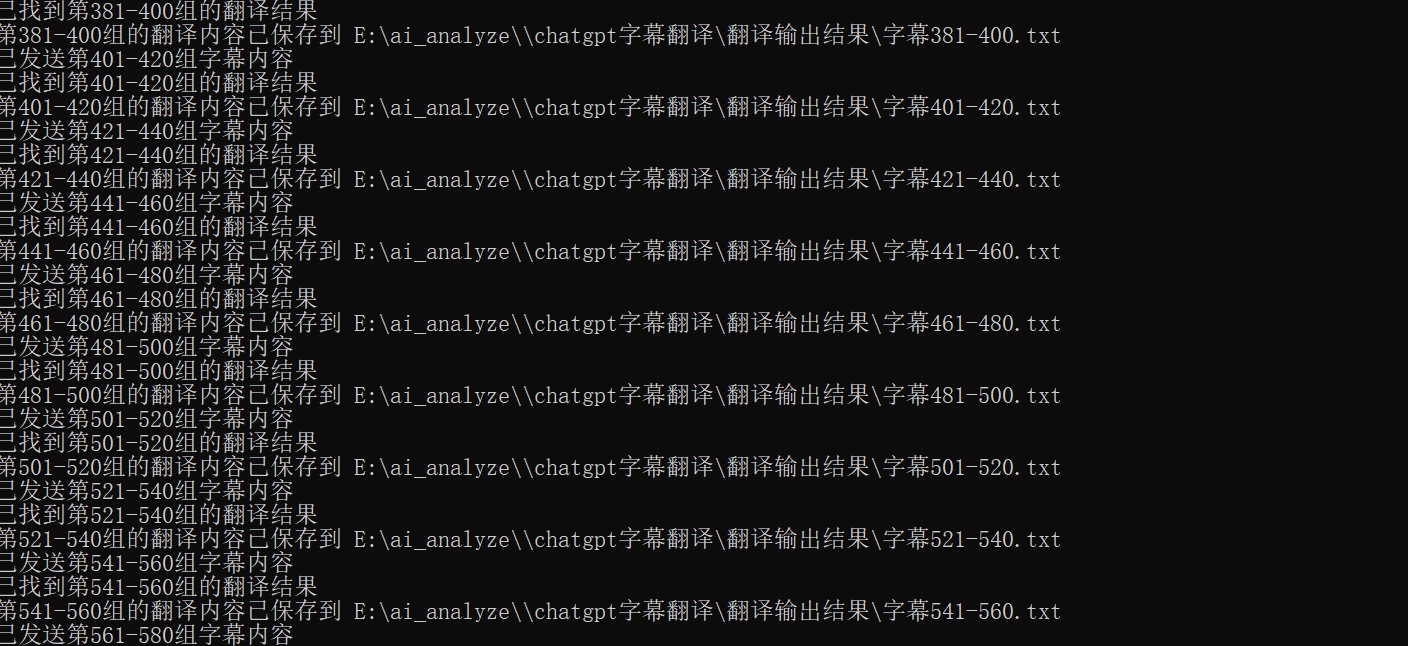 已找到第381-400组的翻译结果
第381-400组的翻译内容已保存到 E:\ai_analyze\\chatgpt字幕翻译\翻译输出结果\字幕381-400.txt
已发送第401-420组字幕内容
已找到第401-420组的翻译结果
第401-420组的翻译内容已保存到 E:\ai_analyze\\chatgpt字幕翻译\翻译输出结果\字幕401-420.txt
已发送第421-440组字幕内容
已找到第421-440组的翻译结果
第421-440组的翻译内容已保存到 E:\ai_analyze\\chatgpt字幕翻译\翻译输出结果\字幕421-440.txt
已发送第441-460组字幕内容
已找到第441-460组的翻译结果
第441-460组的翻译内容已保存到 E:\ai_analyze\\chatgpt字幕翻译\翻译输出结果\字幕441-460.txt
已发送第461-480组字幕内容
已找到第461-480组的翻译结果
第461-480组的翻译内容已保存到 E:\ai_analyze\\chatgpt字幕翻译\翻译输出结果\字幕461-480.txt
已发送第481-500组字幕内容
已找到第481-500组的翻译结果
第481-500组的翻译内容已保存到 E:\ai_analyze\\chatgpt字幕翻译\翻译输出结果\字幕481-500.txt
已发送第501-520组字幕内容
已找到第501-520组的翻译结果
第501-520组的翻译内容已保存到 E:\ai_analyze\\chatgpt字幕翻译\翻译输出结果\字幕501-520.txt
已发送第521-540组字幕内容
已找到第521-540组的翻译结果
第521-540组的翻译内容已保存到 E:\ai_analyze\\chatgpt字幕翻译\翻译输出结果\字幕521-540.txt
已发送第541-560组字幕内容
已找到第541-560组的翻译结果
第541-560组的翻译内容已保存到 E:\ai_analyze\\chatgpt字幕翻译\翻译输出结果\字幕541-560.txt
已发送第561-580组字幕内容